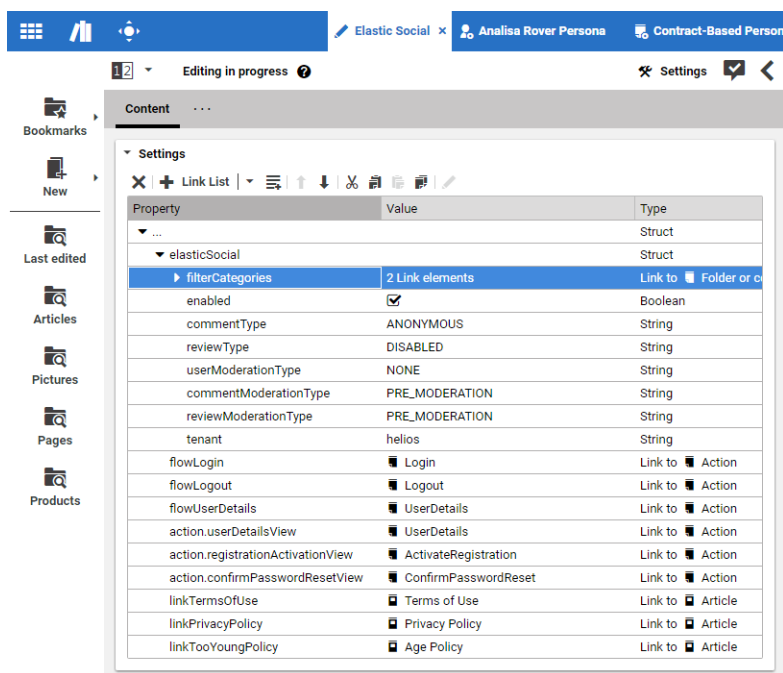 Elastic Social × Analisa Rover Persona Contract-Based Person
1 2 Editing in progress ? Settings
Content ...
Bookmarks
New
Last edited
Articles
Pictures
Pages
Products
Settings
Link List
Property Value Type
... Struct
elasticSocial Struct
filterCategories 2 Link elements Link to Folder or c
enabled Boolean
commentType ANONYMOUS String
reviewType DISABLED String
userModerationType NONE String
commentModerationType PRE_MODERATION String
reviewModerationType PRE_MODERATION String
tenant helios String
flowLogin Login Link to Action
flowLogout Logout Link to Action
flowUserDetails UserDetails Link to Action
action.userDetailsView UserDetails Link to Action
action.registrationActivationView ActivateRegistration Link to Action
action.confirmPasswordResetView ConfirmPasswordReset Link to Action
linkTermsOfUse Terms of Use Link to Article
linkPrivacyPolicy Privacy Policy Link to Article
linkTooYoungPolicy Age Policy Link to Article